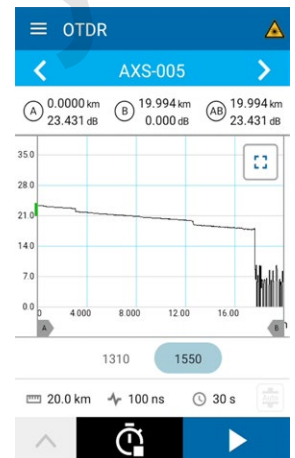 OTDR
AXS-005
A 0.0000 km 23.431 dB
B 19.994 km 0.000 dB
AB 19.994 km 23.431 dB
35.0
28.0
21.0
14.0
7.0
0.0
0 4.000 8.000 12.00 16.00
A B
1310 1550
20.0 km 100 ns 30 s